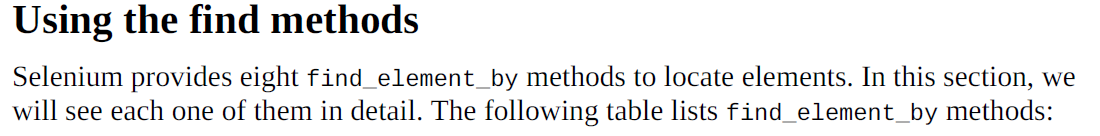 Using the find methods
Selenium provides eight find_element_by methods to locate elements. In this section, we
will see each one of them in detail. The following table lists find_element_by methods: